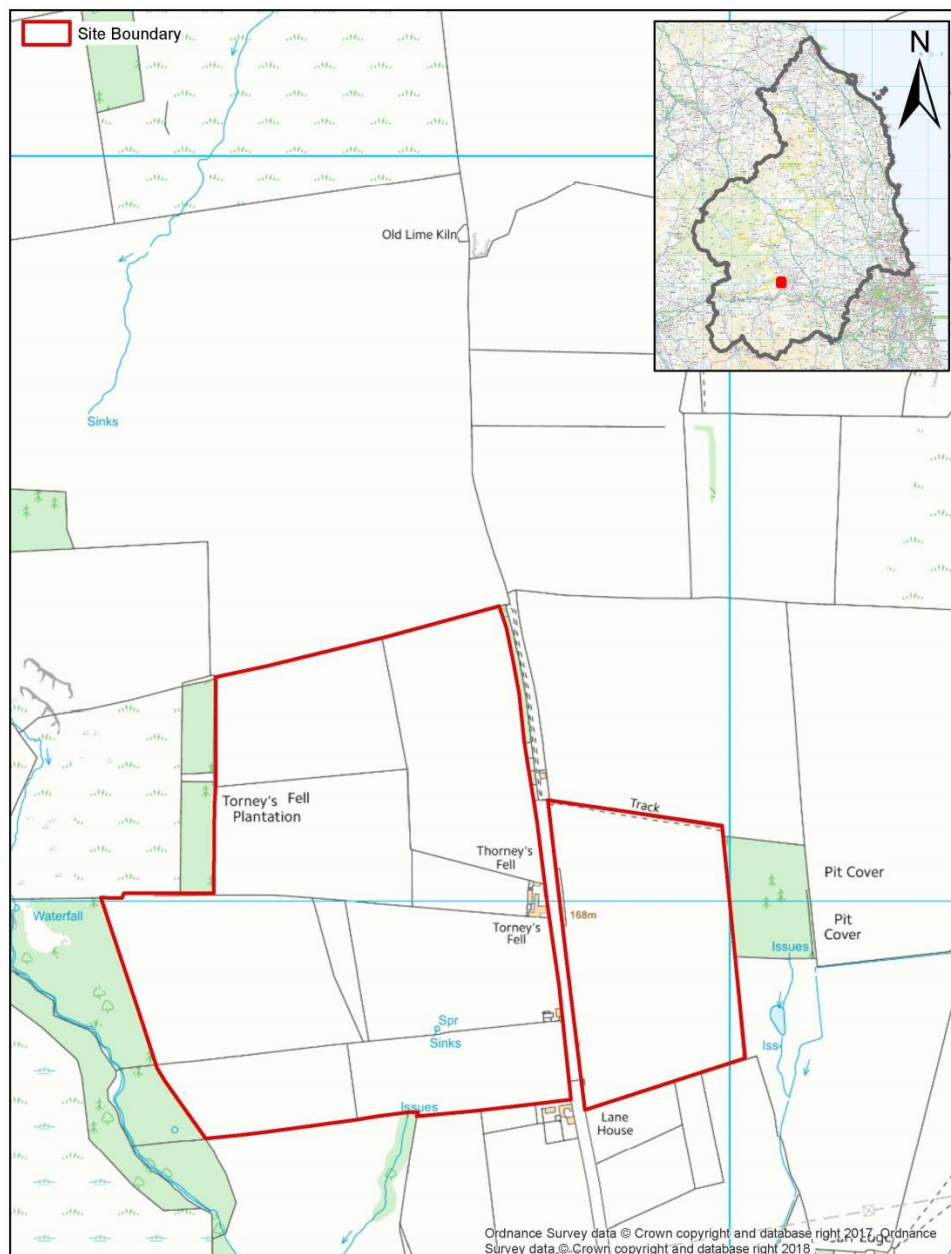 Site Boundary
N
Old Lime Kiln
Sinks
Torney's Fell
Plantation
Track
Thorney's
Fell
Pit Cover
Waterfall
168m
Torney's
Fell
Pit
Cover
Issues
Spr
Sinks
Iss
Issues
Lane
House
Ordnance Survey data © Crown copyright and database right 2017, Ordnance
Survey data © Crown copyright and database right 2018